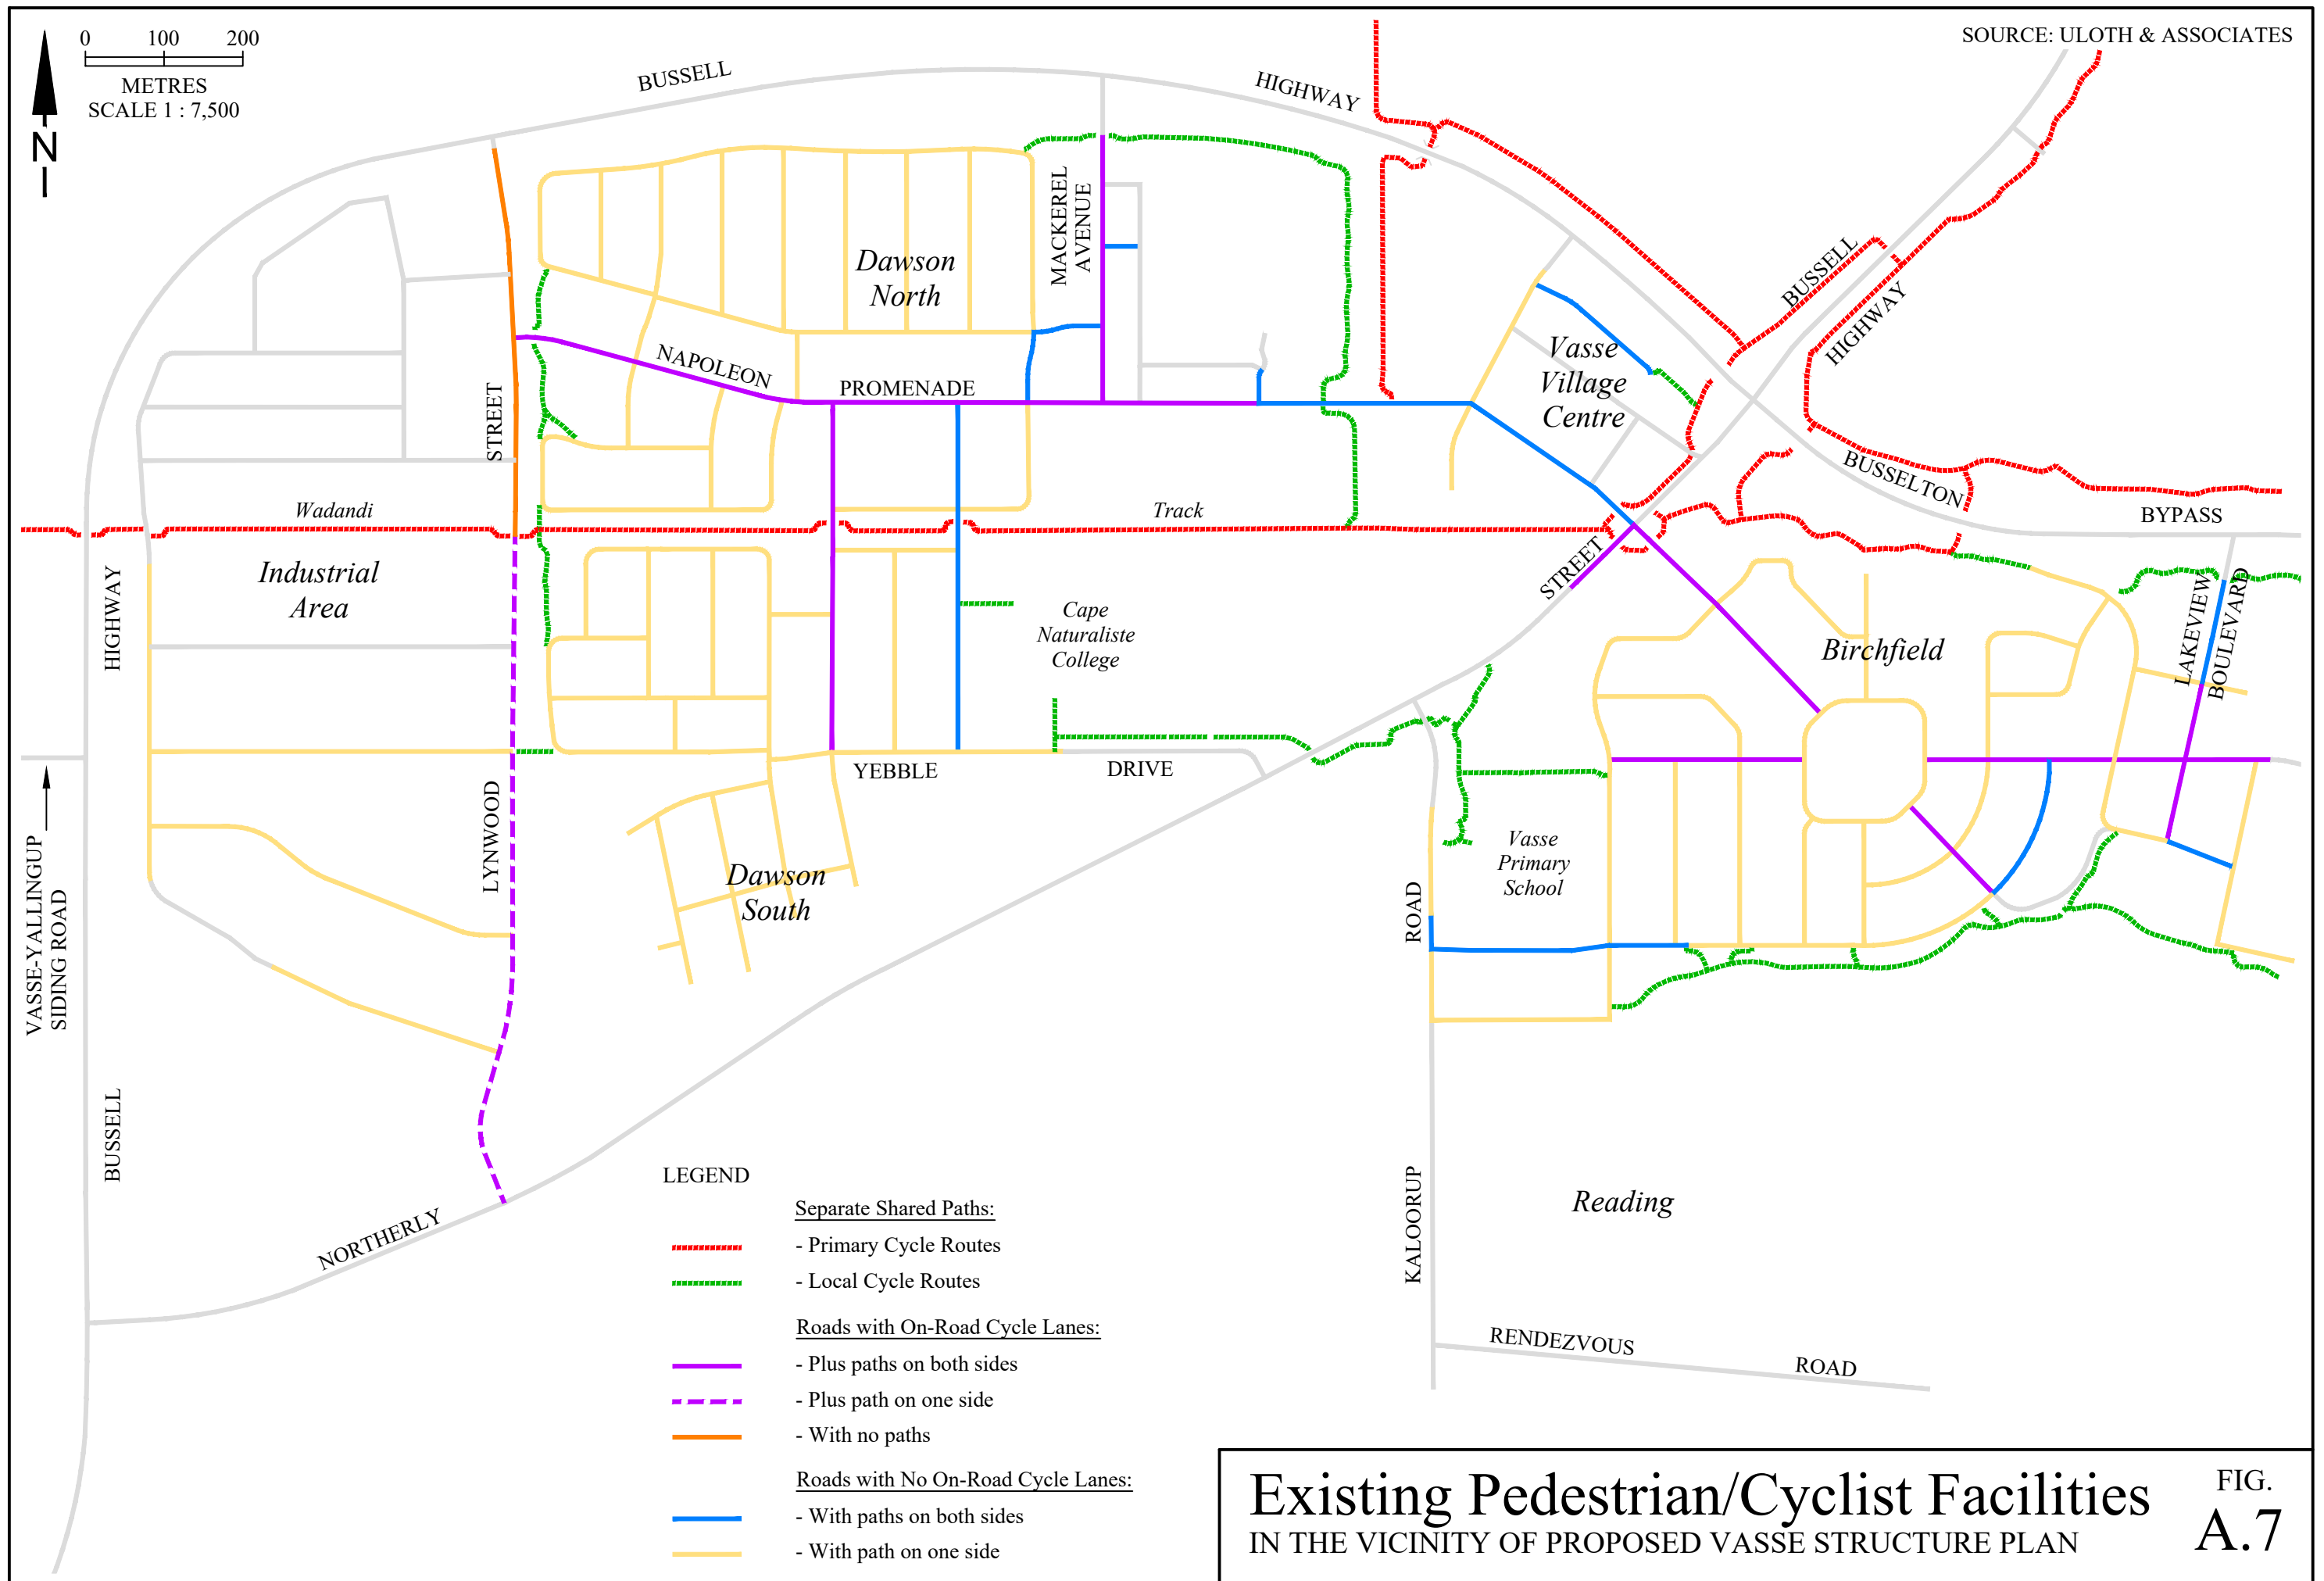 0 100 200
METRES
SCALE 1 : 7,500
N
SOURCE: ULOTH & ASSOCIATES
BUSSELL
HIGHWAY
MACKEREL
AVENUE
Dawson
North
BUSSELL
HIGHWAY
NAPOLEON
PROMENADE
STREET
Vasse
Village
Centre
BUSSELTON
BYPASS
Wadandi
Track
Industrial
Area
HIGHWAY
STREET
Cape
Naturaliste
College
Birchfield
LAKEVIEW
BOULEVARD
YEBBLE
DRIVE
LYNWOOD
VASSE-YALLINGUP
SIDING ROAD
Dawson
South
Vasse
Primary
School
ROAD
BUSSELL
NORTHERLY
KALOORUP
Reading
RENDEZVOUS
ROAD
LEGEND
Separate Shared Paths:
- Primary Cycle Routes
- Local Cycle Routes
Roads with On-Road Cycle Lanes:
- Plus paths on both sides
- Plus path on one side
- With no paths
Roads with No On-Road Cycle Lanes:
- With paths on both sides
- With path on one side
Existing Pedestrian/Cyclist Facilities
IN THE VICINITY OF PROPOSED VASSE STRUCTURE PLAN
FIG.
A.7